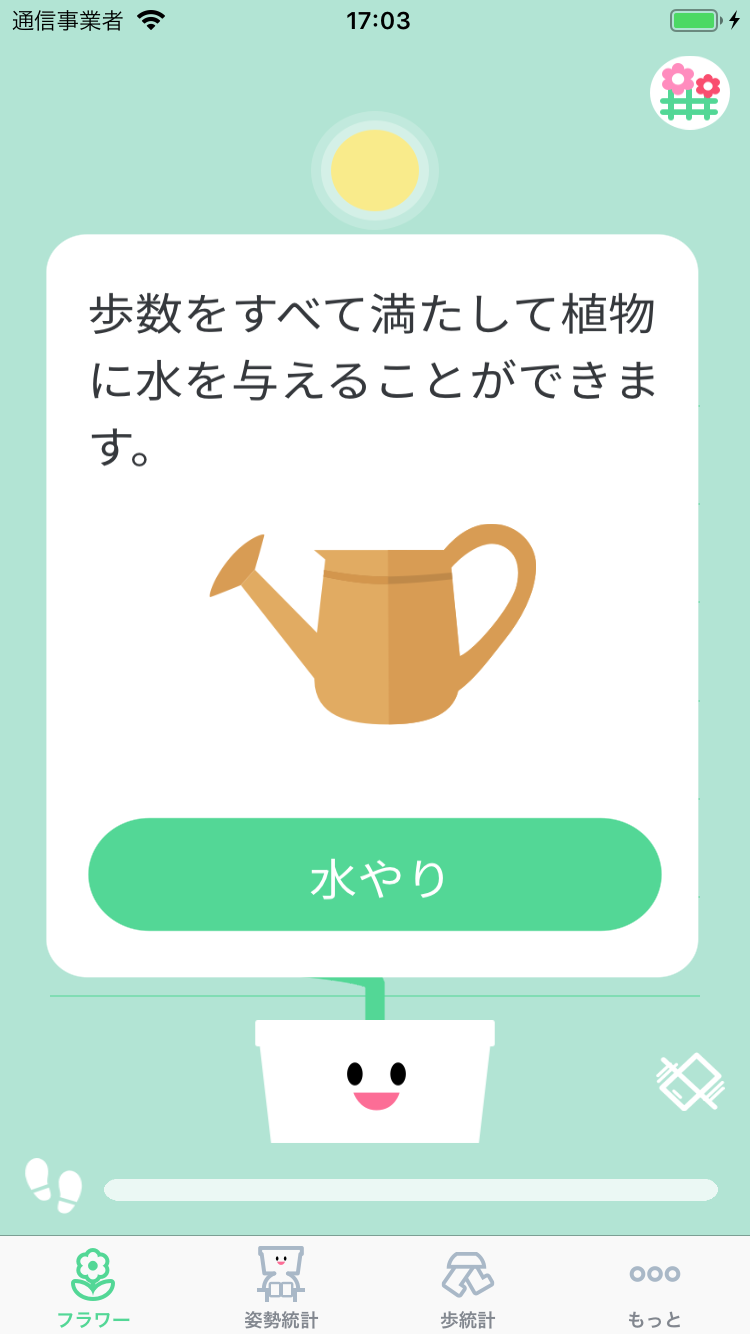 通信事業者 17:03
歩数をすべて満たして植物
に水を与えることができま
す。
水やり
フラワー 姿勢統計 歩統計 もっと